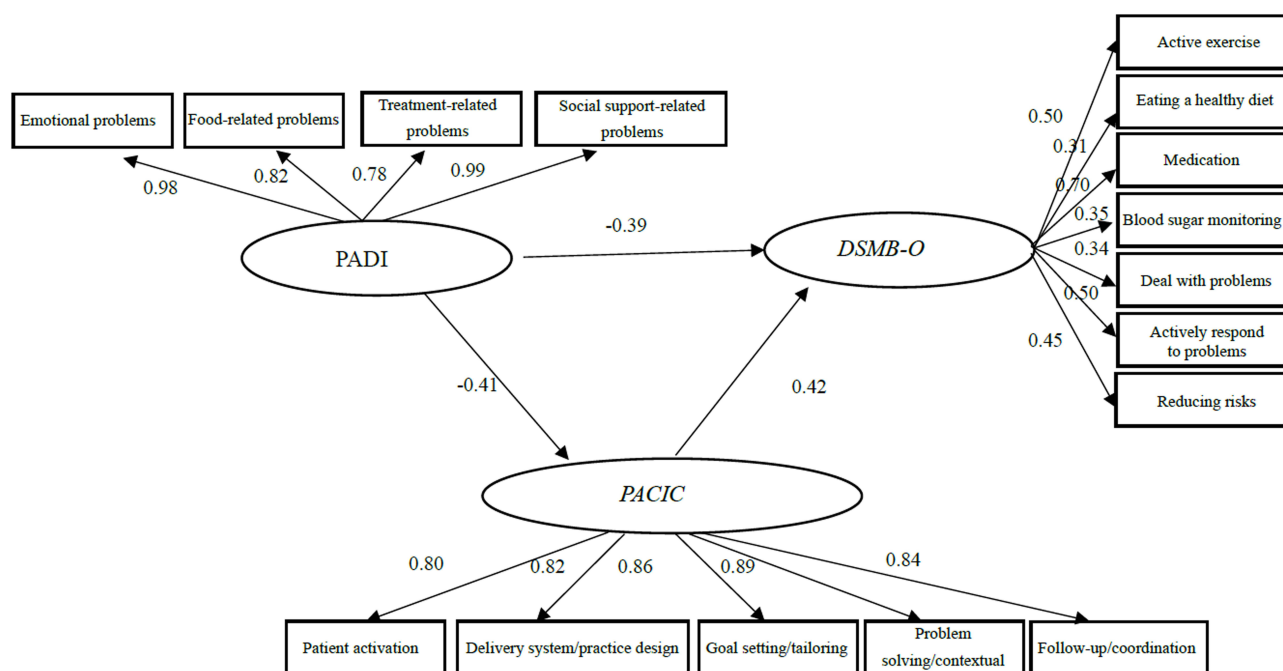 Active exercise
Emotional problems
Food-related problems
Treatment-related
problems
Social support-related
problems
Eating a healthy diet
0.50
0.31
Medication
0.98
0.82
0.78
0.99
0.70
0.35
Blood sugar monitoring
-0.39
PADI
DSMB-O
0.34
Deal with problems
0.50
Actively respond
to problems
0.45
Reducing risks
-0.41
0.42
PACIC
0.80
0.82
0.86
0.89
0.84
Patient activation
Delivery system/practice design
Goal setting/tailoring
Problem
solving/contextual
Follow-up/coordination